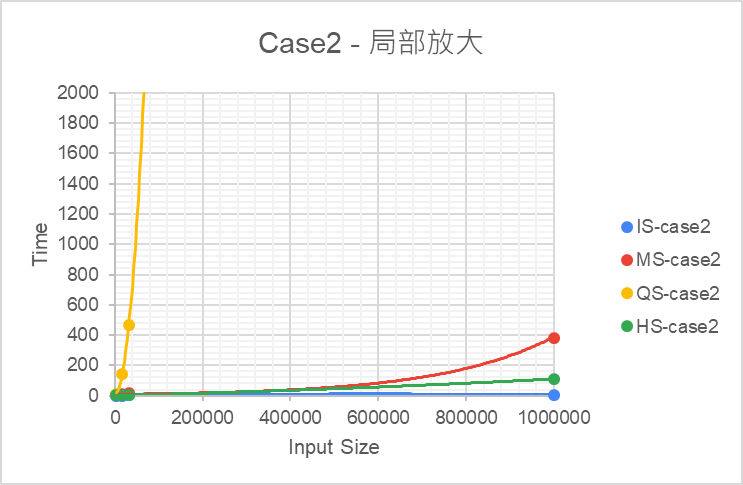 Case2 - 局部放大
2000
1800
1600
1400
1200
1000
800
600
400
200
0
Time
0 200000 400000 600000 800000 1000000
Input Size
IS-case2
MS-case2
QS-case2
HS-case2